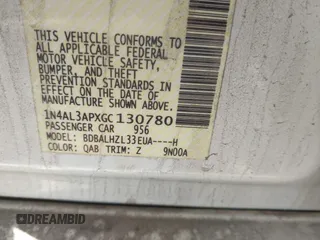 THIS VEHICLE CONFORMS TO
ALL APPLICABLE FEDERAL
MOTOR VEHICLE SAFETY,
BUMPER, AND THEFT
PREVENTION STANDARDS IN
EFFECT ON THE DATE OF
MANUFACTURE SHOWN ABOVE.
1N4AL3APXGC130780
PASSENGER CAR 956
MODEL: BDBALHZL33EUA----H
COLOR: QAB TRIM: Z 9N00A
DREAMBID